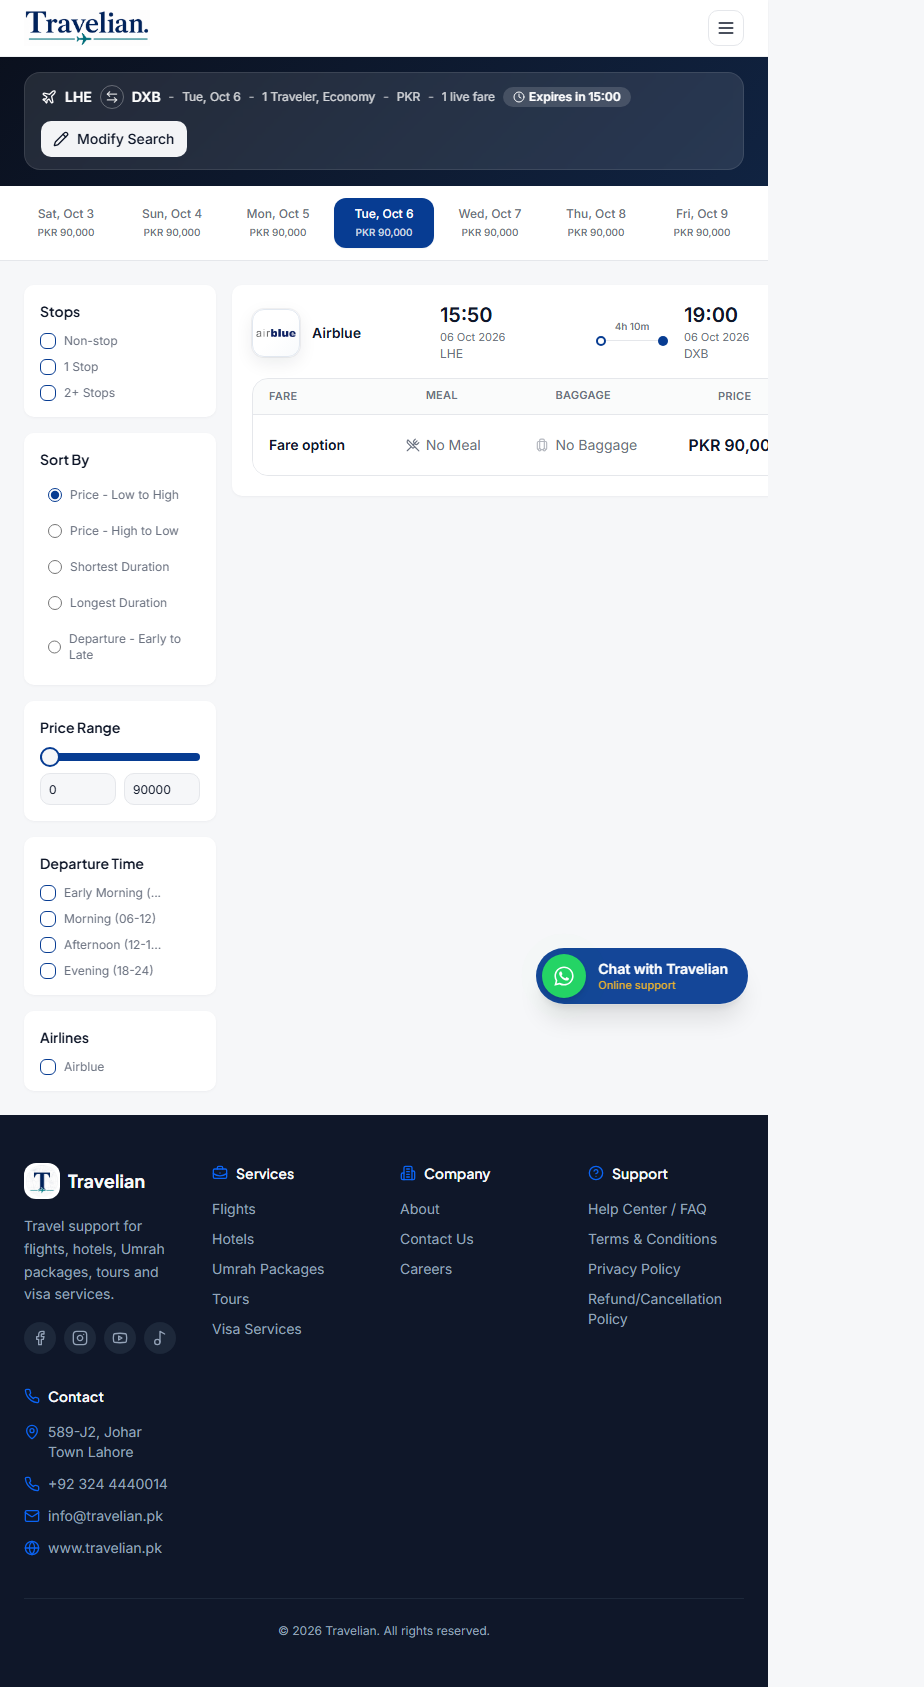 Travelian.
LHE DXB - Tue, Oct 6 - 1 Traveler, Economy - PKR - 1 live fare Expires in 15:00
Modify Search
Sat, Oct 3
PKR 90,000
Sun, Oct 4
PKR 90,000
Mon, Oct 5
PKR 90,000
Tue, Oct 6
PKR 90,000
Wed, Oct 7
PKR 90,000
Thu, Oct 8
PKR 90,000
Fri, Oct 9
PKR 90,000
Stops
Non-stop
1 Stop
2+ Stops
Sort By
Price - Low to High
Price - High to Low
Shortest Duration
Longest Duration
Departure - Early to
Late
Price Range
0
90000
Departure Time
Early Morning (...
Morning (06-12)
Afternoon (12-1...
Evening (18-24)
Airlines
Airblue
airblue
Airblue
15:50
06 Oct 2026
LHE
4h 10m
19:00
06 Oct 2026
DXB
FARE MEAL BAGGAGE PRICE
Fare option No Meal No Baggage PKR 90,00
Chat with Travelian
Online support
T
Travelian
Travel support for
flights, hotels, Umrah
packages, tours and
visa services.
Services
Flights
Hotels
Umrah Packages
Tours
Visa Services
Company
About
Contact Us
Careers
Support
Help Center / FAQ
Terms & Conditions
Privacy Policy
Refund/Cancellation
Policy
Contact
589-J2, Johar
Town Lahore
+92 324 4440014
info@travelian.pk
www.travelian.pk
© 2026 Travelian. All rights reserved.